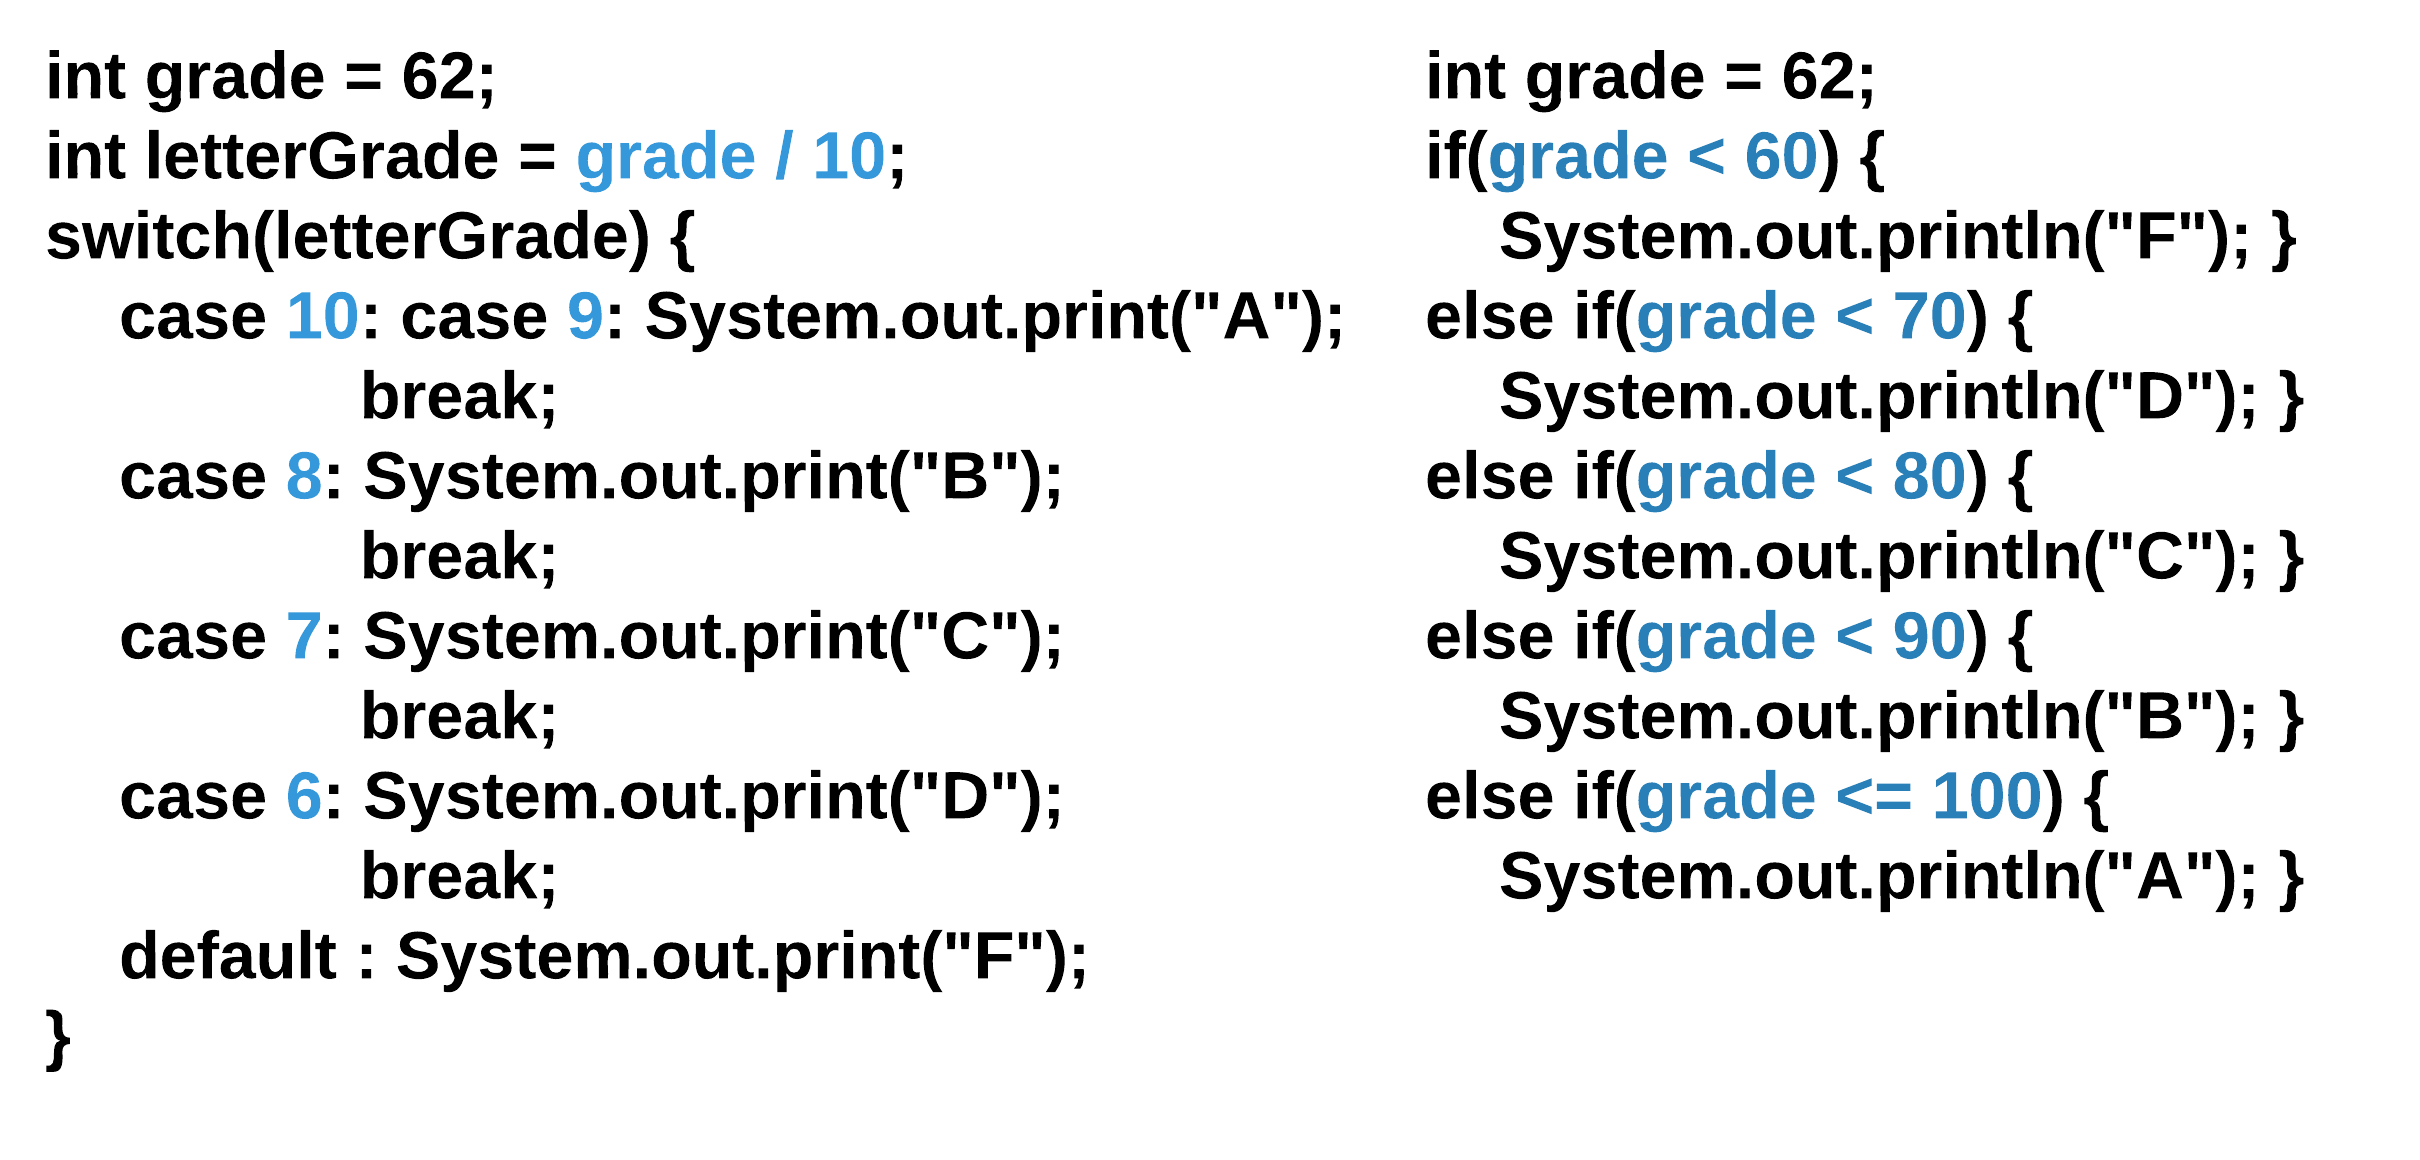 int grade = 62;
int letterGrade = grade / 10;
switch(letterGrade) {
case 10: case 9: System.out.print("A");
break;
case 8: System.out.print("B");
break;
case 7: System.out.print("C");
break;
case 6: System.out.print("D");
break;
default : System.out.print("F");
}
int grade = 62;
if(grade < 60) {
System.out.println("F"); }
else if(grade < 70) {
System.out.println("D"); }
else if(grade < 80) {
System.out.println("C"); }
else if(grade < 90) {
System.out.println("B"); }
else if(grade <= 100) {
System.out.println("A"); }